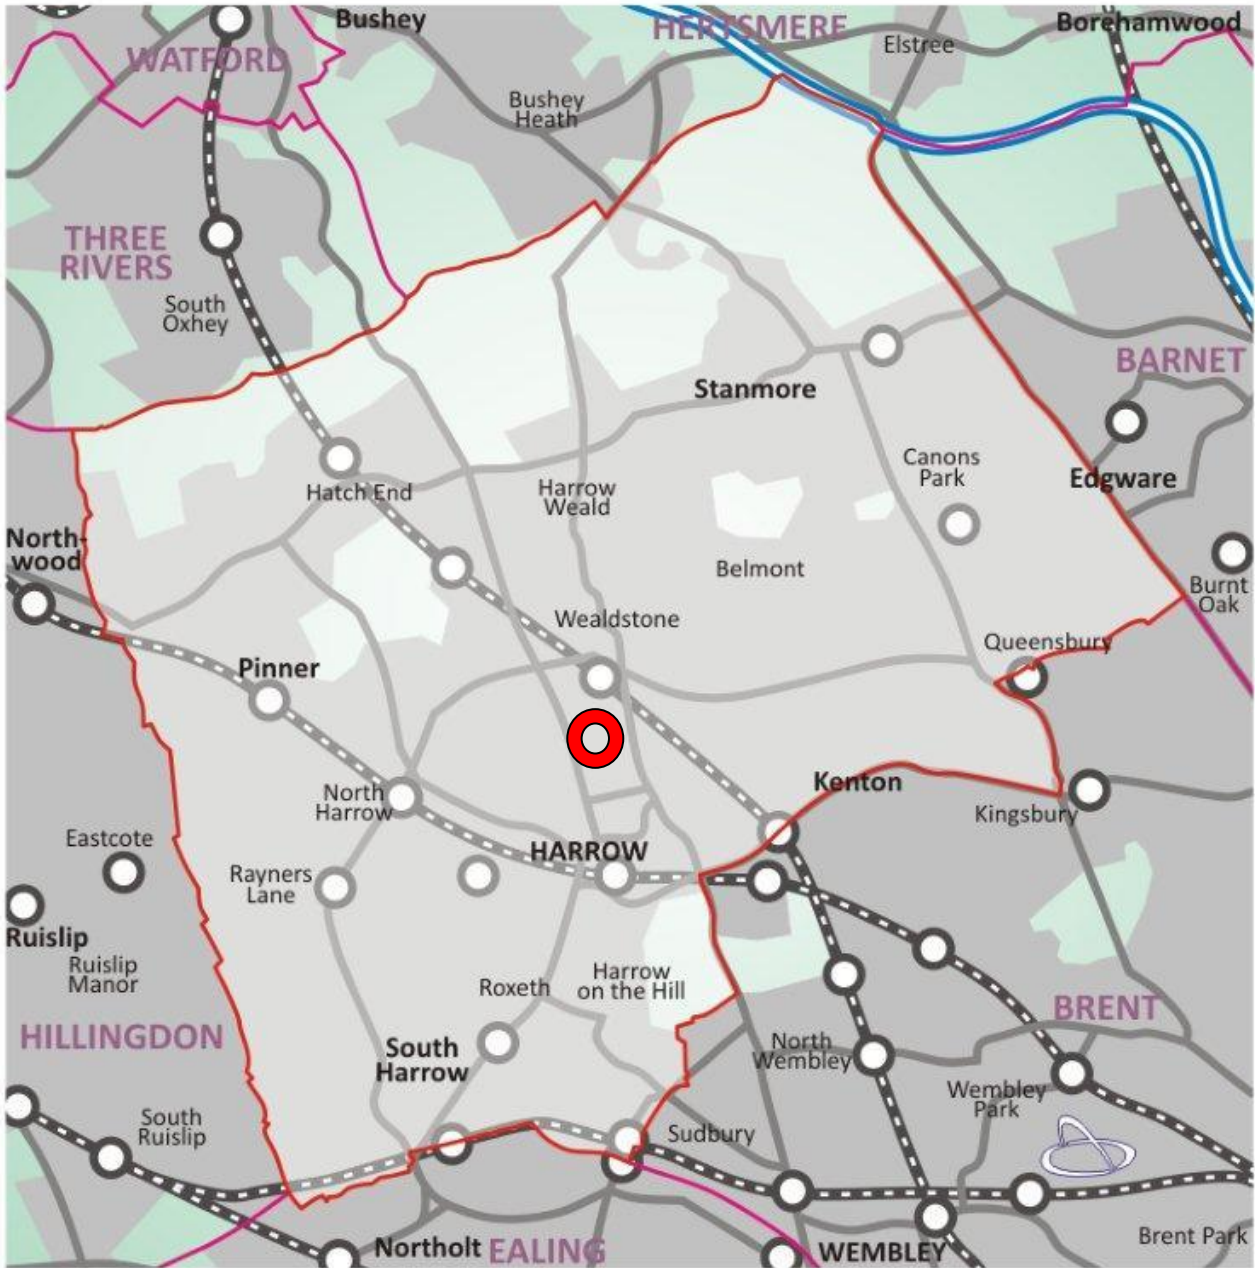 Bushey
HERTSMERE
Borehamwood
WATFORD
Elstree
Bushey
Heath
THREE
RIVERS
South
Oxhey
BARNET
Stanmore
Canons
Park
Edgware
Hatch End
Harrow
Weald
North-
wood
Belmont
Burnt
Oak
Wealdstone
Queensbury
Pinner
Kenton
North
Harrow
Kingsbury
Eastcote
HARROW
Rayners
Lane
Ruislip
Ruislip
Manor
Harrow
on the Hill
Roxeth
BRENT
HILLINGDON
South
Harrow
North
Wembley
Wembley
Park
South
Ruislip
Sudbury
Brent Park
Northolt
EALING
WEMBLEY